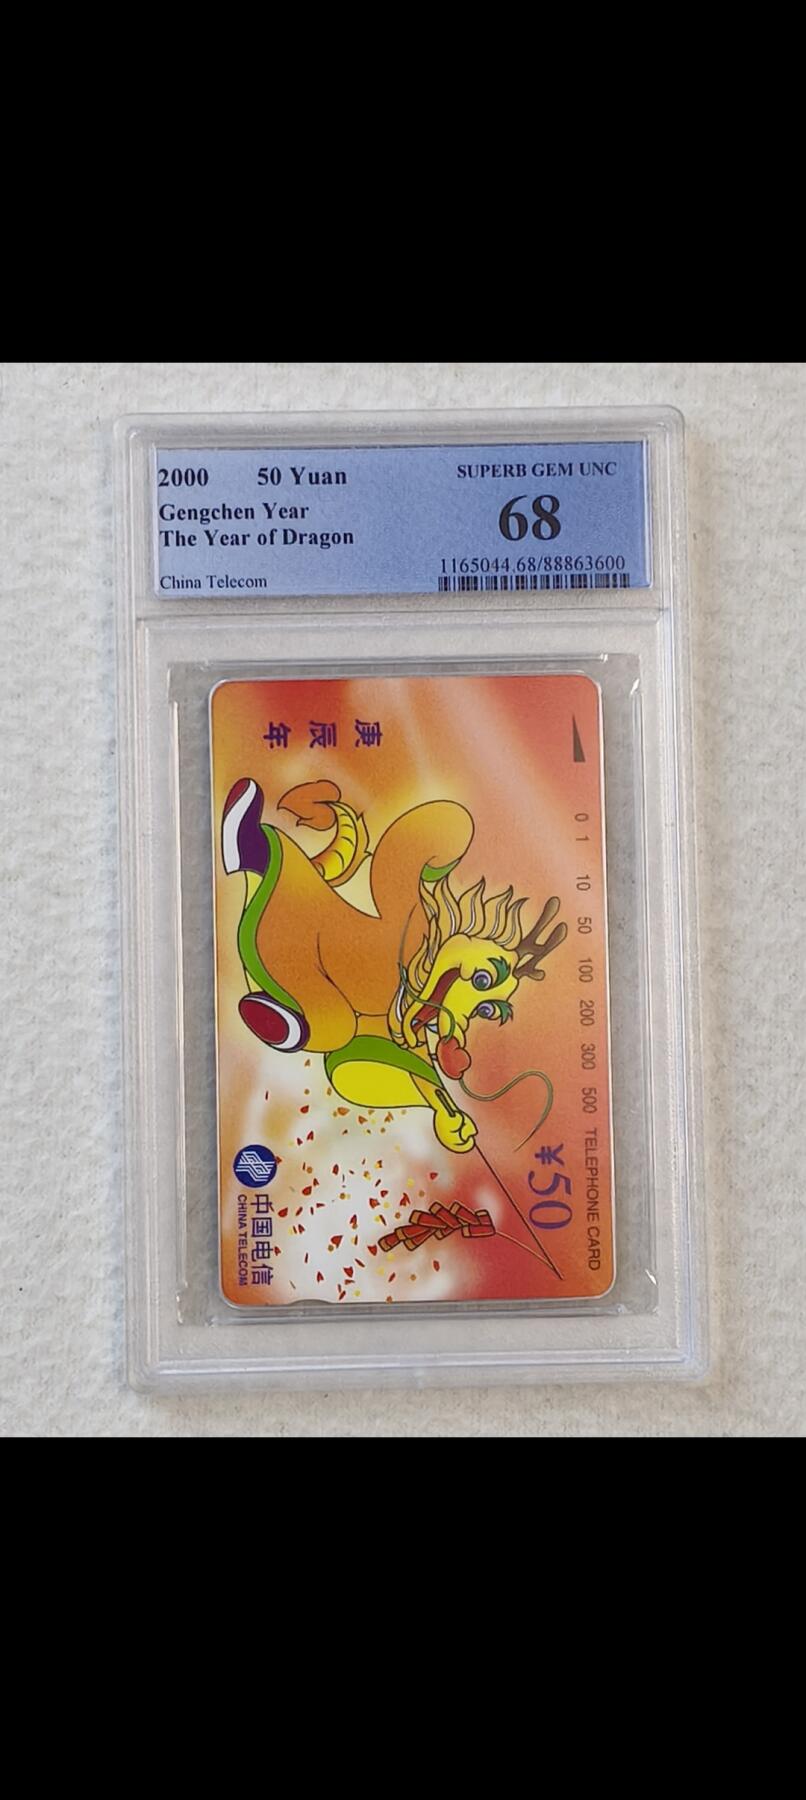 2000 50 Yuan
Gengchen Year
The Year of Dragon
China Telecom
SUPERB GEM UNC
68
1165044.68/88863600
庚辰年
0 1 10 50 100 200 300 500 TELEPHONE CARD
¥50
中国电信
CHINA TELECOM